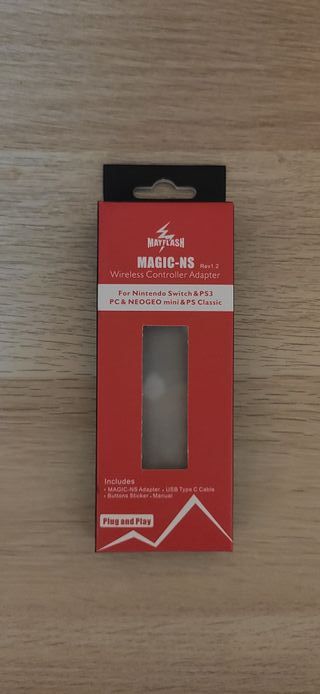 MAYFLASH
MAGIC-NS Rev1.2
Wireless Controller Adapter
For Nintendo Switch & PS3
PC & NEOGEO mini & PS Classic
Includes
• MAGIC-NS Adapter • USB Type C Cable
• Buttons Sticker • Manual
Plug and Play